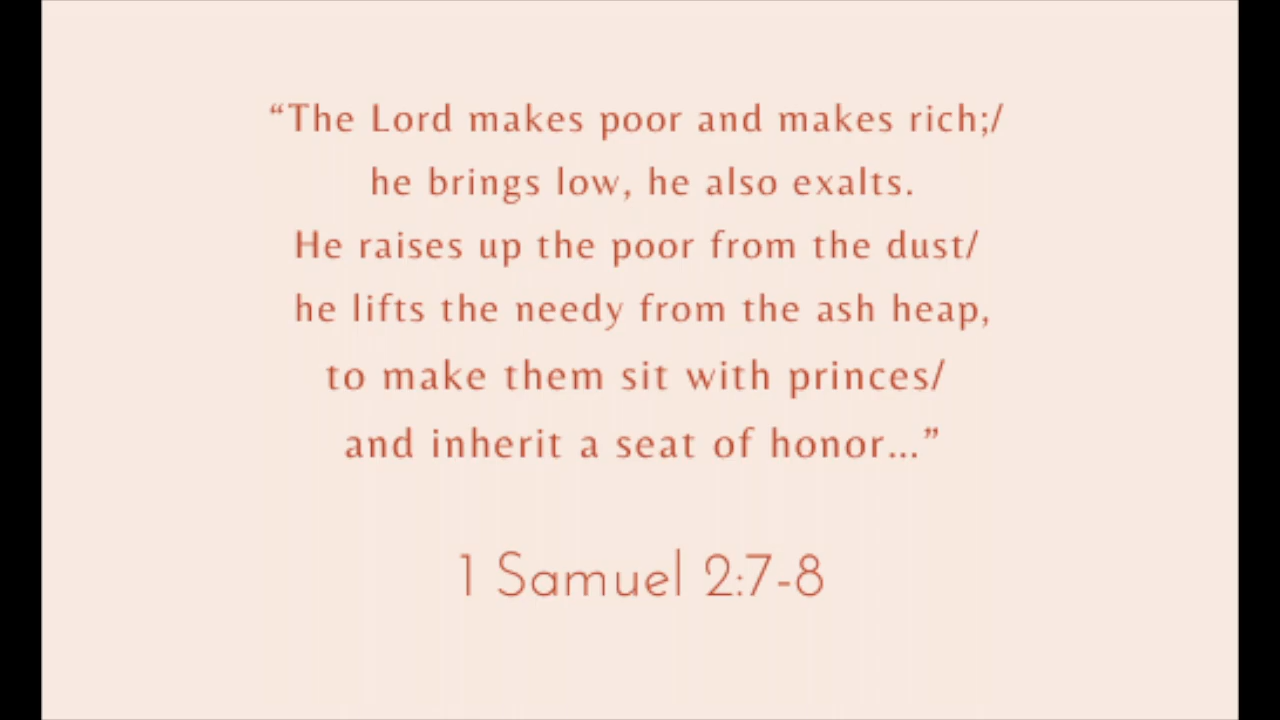 “The Lord makes poor and makes rich;/
he brings low, he also exalts.
He raises up the poor from the dust/
he lifts the needy from the ash heap,
to make them sit with princes/
and inherit a seat of honor...”
1 Samuel 2:7-8